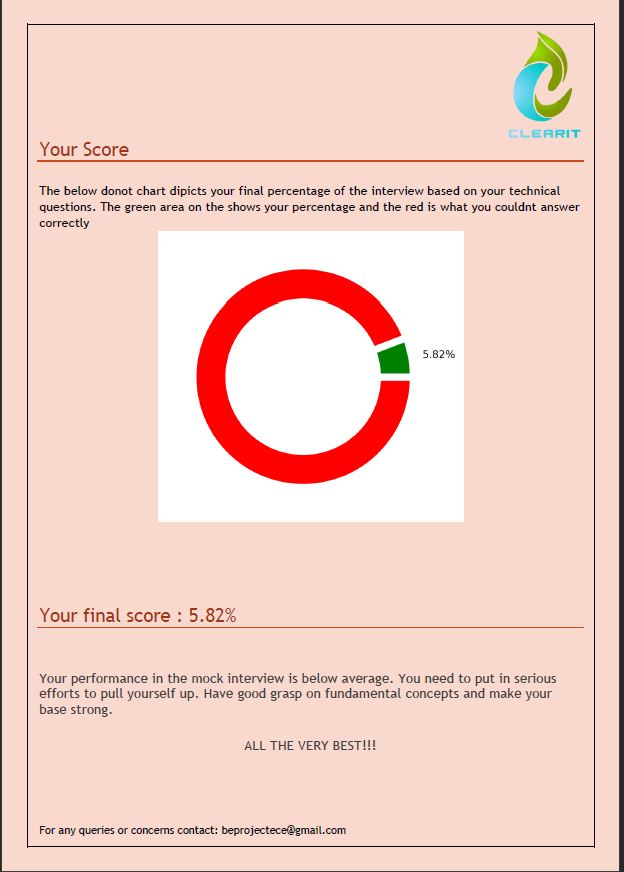 CLEARIT
Your Score
The below donot chart dipicts your final percentage of the interview based on your technical
questions. The green area on the shows your percentage and the red is what you couldnt answer
correctly
5.82%
Your final score : 5.82%
Your performance in the mock interview is below average. You need to put in serious
efforts to pull yourself up. Have good grasp on fundamental concepts and make your
base strong.
ALL THE VERY BEST!!!
For any queries or concerns contact: beprojectece@gmail.com